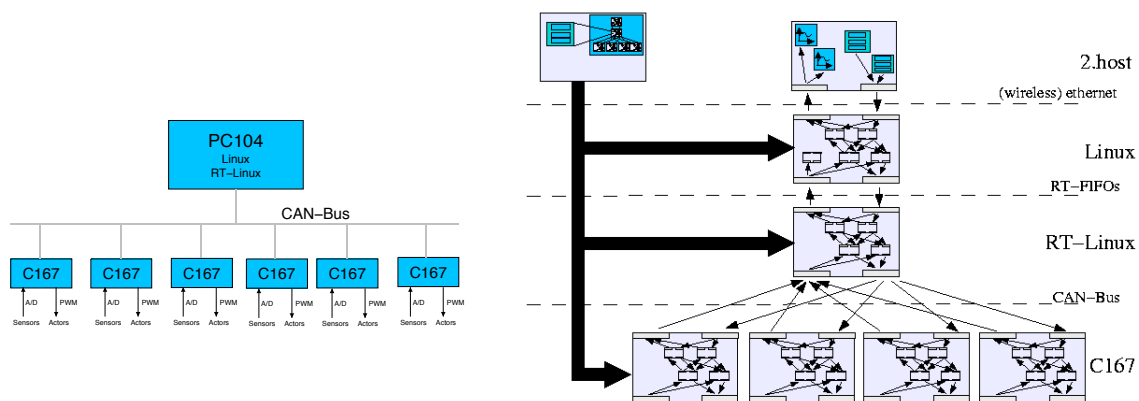 PC104
Linux
RT-Linux
CAN-Bus
C167 C167 C167 C167 C167 C167
A/D PWM A/D PWM A/D PWM A/D PWM A/D PWM A/D PWM
Sensors Actors Sensors Actors Sensors Actors Sensors Actors Sensors Actors Sensors Actors
2.host
(wireless) ethernet
Linux
RT-FIFOs
RT-Linux
CAN-Bus
C167